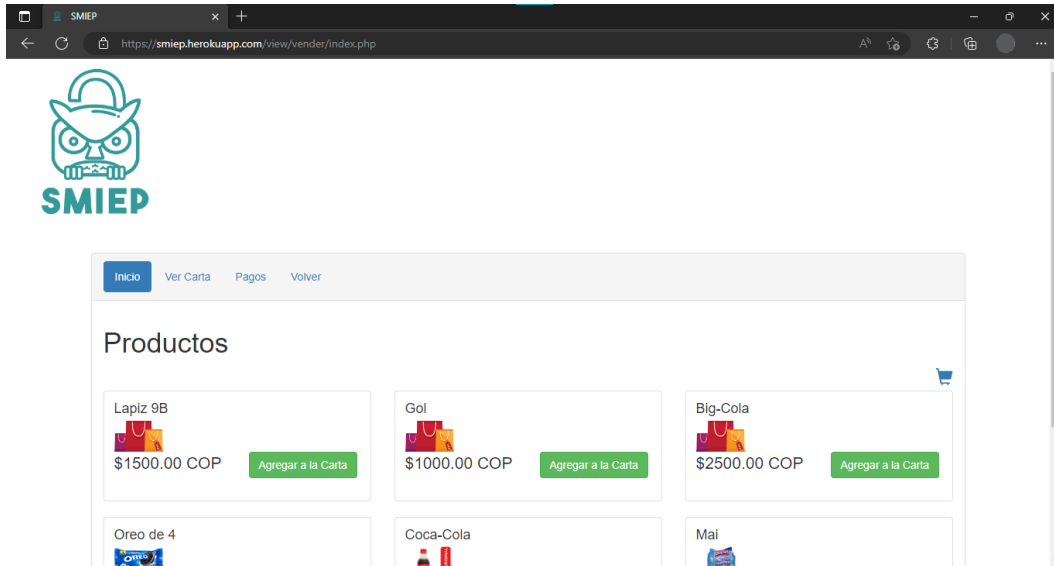 SMIEP
https://smiep.herokuapp.com/view/vender/index.php
SMIEP
Inicio Ver Carta Pagos Volver
Productos
Lapiz 9B
$1500.00 COP Agregar a la Carta
Gol
$1000.00 COP Agregar a la Carta
Big-Cola
$2500.00 COP Agregar a la Carta
Oreo de 4
OREO
Coca-Cola
Mai